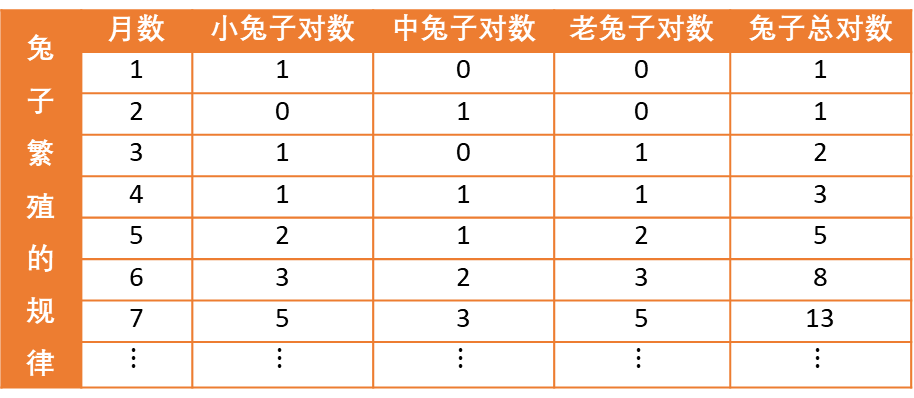 兔子繁殖的规律
月数 小兔子对数 中兔子对数 老兔子对数 兔子总对数
1 1 0 0 1
2 0 1 0 1
3 1 0 1 2
4 1 1 1 3
5 2 1 2 5
6 3 2 3 8
7 5 3 5 13
⋮ ⋮ ⋮ ⋮ ⋮